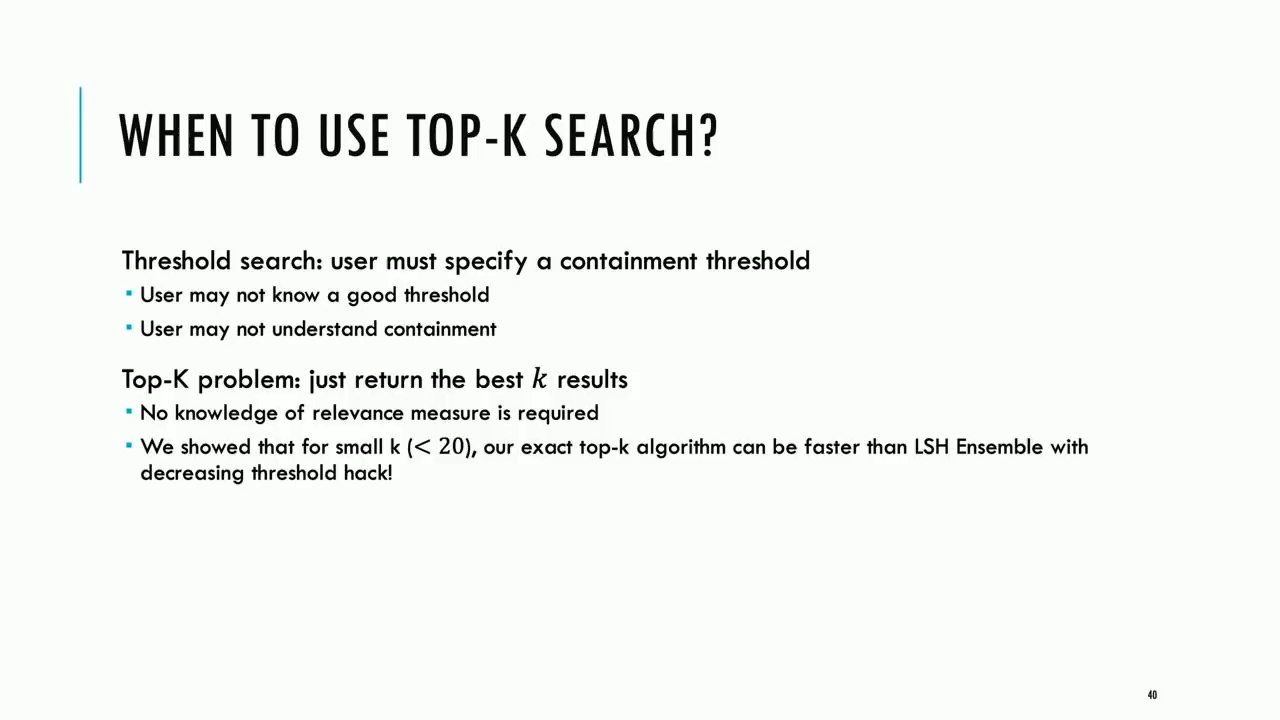 WHEN TO USE TOP-K SEARCH?
Threshold search: user must specify a containment threshold
▪ User may not know a good threshold
▪ User may not understand containment
Top-K problem: just return the best k results
▪ No knowledge of relevance measure is required
▪ We showed that for small k (< 20), our exact top-k algorithm can be faster than LSH Ensemble with
decreasing threshold hack!
40